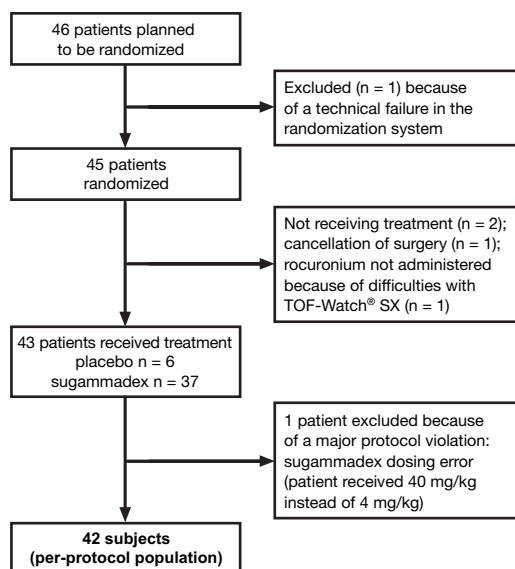 46 patients planned
to be randomized
Excluded (n = 1) because
of a technical failure in the
randomization system
45 patients
randomized
Not receiving treatment (n = 2);
cancellation of surgery (n = 1);
rocuronium not administered
because of difficulties with
TOF-Watch® SX (n = 1)
43 patients received treatment
placebo n = 6
sugammadex n = 37
1 patient excluded because
of a major protocol violation:
sugammadex dosing error
(patient received 40 mg/kg
instead of 4 mg/kg)
42 subjects
(per-protocol population)